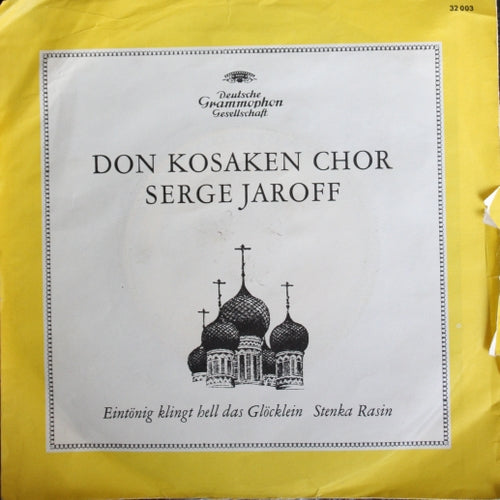 32 003
Deutsche
Grammophon
Gesellschaft
DON KOSAKEN CHOR
SERGE JAROFF
Eintönig klingt hell das Glöcklein Stenka Rasin